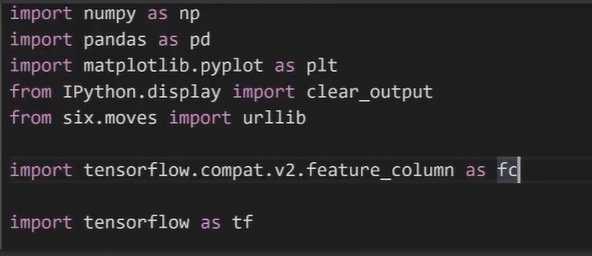 import numpy as np
import pandas as pd
import matplotlib.pyplot as plt
from IPython.display import clear_output
from six.moves import urllib
import tensorflow.compat.v2.feature_column as fc
import tensorflow as tf